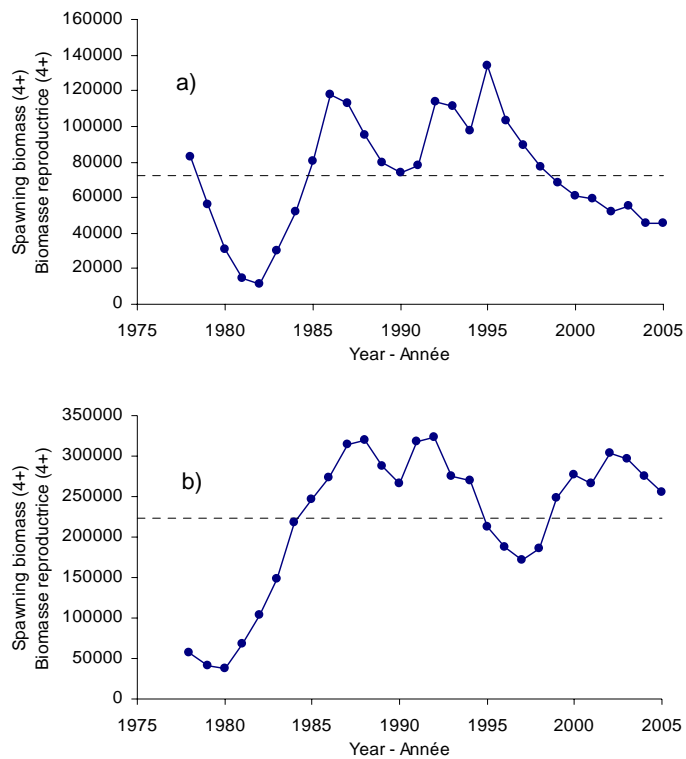 160000
140000
120000
100000
80000
60000
40000
20000
0
a)
Spawning biomass (4+)
Biomasse reproductrice (4+)
1975 1980 1985 1990 1995 2000 2005
Year - Année
350000
300000
250000
200000
150000
100000
50000
0
b)
Spawning biomass (4+)
Biomasse reproductrice (4+)
1975 1980 1985 1990 1995 2000 2005
Year - Année